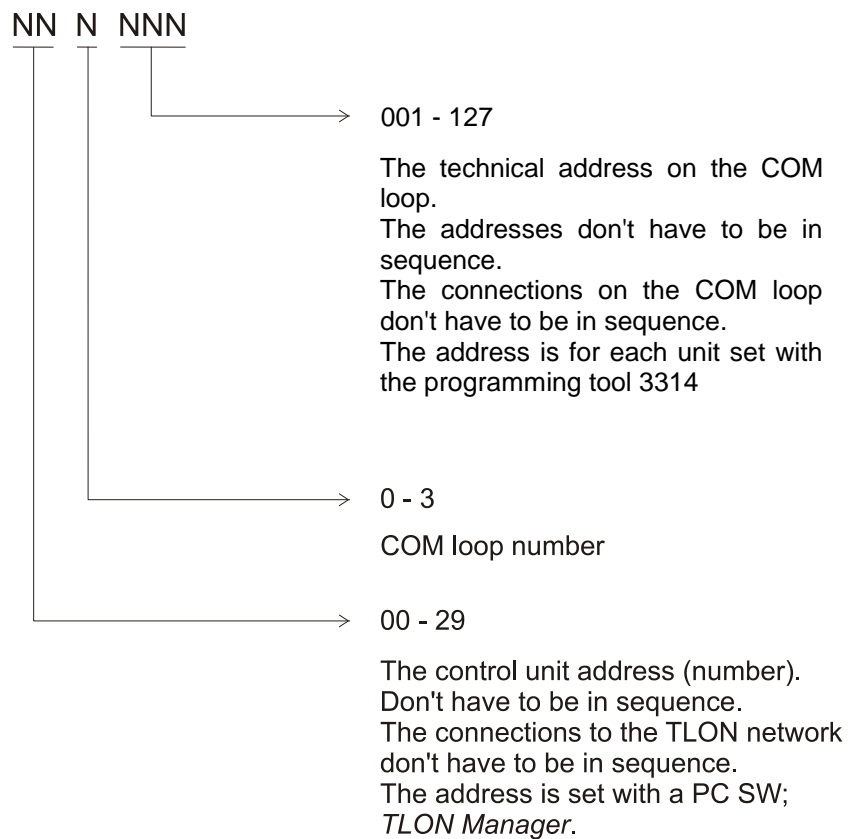 NN N NNN
001 - 127
The technical address on the COM
loop.
The addresses don't have to be in
sequence.
The connections on the COM loop
don't have to be in sequence.
The address is for each unit set with
the programming tool 3314
0 - 3
COM loop number
00 - 29
The control unit address (number).
Don't have to be in sequence.
The connections to the TLON network
don't have to be in sequence.
The address is set with a PC SW;
TLON Manager.